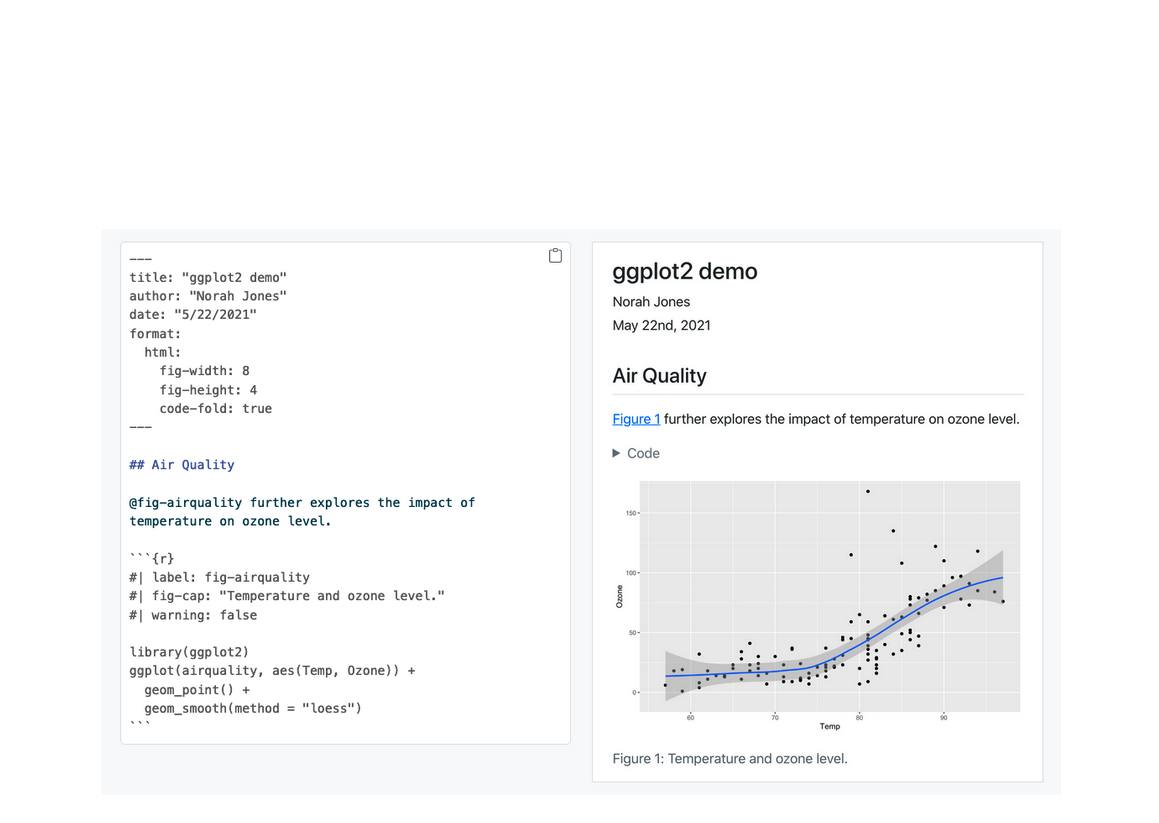 ---
title: "ggplot2 demo"
author: "Norah Jones"
date: "5/22/2021"
format:
  html:
    fig-width: 8
    fig-height: 4
    code-fold: true
---
## Air Quality
@fig-airquality further explores the impact of
temperature on ozone level.
```{r}
#| label: fig-airquality
#| fig-cap: "Temperature and ozone level."
#| warning: false
library(ggplot2)
ggplot(airquality, aes(Temp, Ozone)) +
  geom_point() +
  geom_smooth(method = "loess")
```
ggplot2 demo
Norah Jones
May 22nd, 2021
Air Quality
Figure 1 further explores the impact of temperature on ozone level.
Code
150
100
50
0
Ozone
60 70 80 90
Temp
Figure 1: Temperature and ozone level.